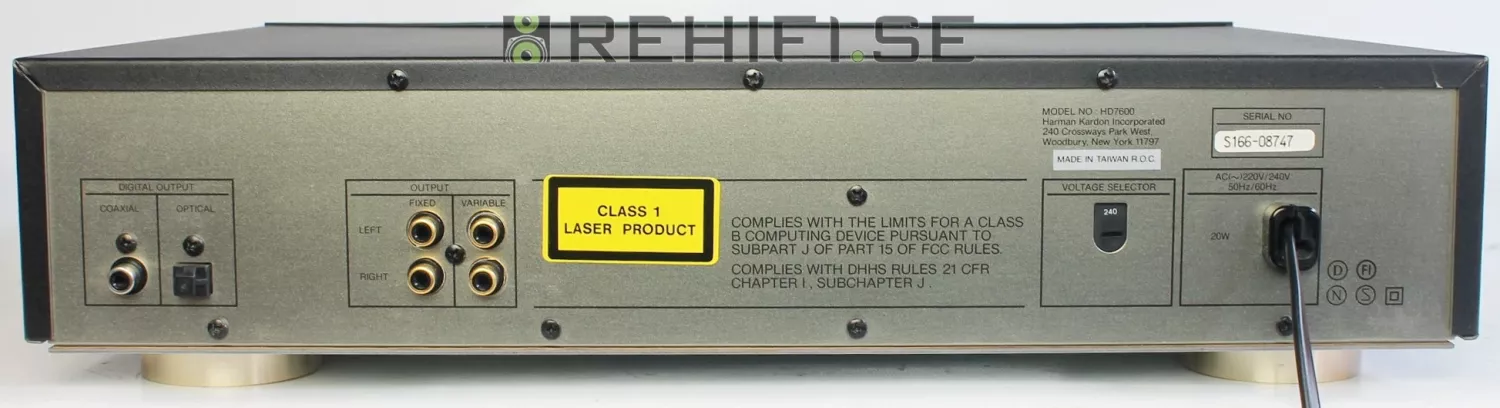 REHIFI.SE
MODEL NO : HD7600
Harman Kardon Incorporated
240 Crossways Park West,
Woodbury, New York 11797
MADE IN TAIWAN R.O.C.
SERIAL NO
S166-08747
DIGITAL OUTPUT
COAXIAL
OPTICAL
OUTPUT
FIXED
VARIABLE
LEFT
RIGHT
CLASS 1
LASER PRODUCT
COMPLIES WITH THE LIMITS FOR A CLASS
B COMPUTING DEVICE PURSUANT TO
SUBPART J OF PART 15 OF FCC RULES.
COMPLIES WITH DHHS RULES 21 CFR
CHAPTER I , SUBCHAPTER J .
VOLTAGE SELECTOR
240
AC(~)220V/240V
50Hz/60Hz
20W
D FI
N S